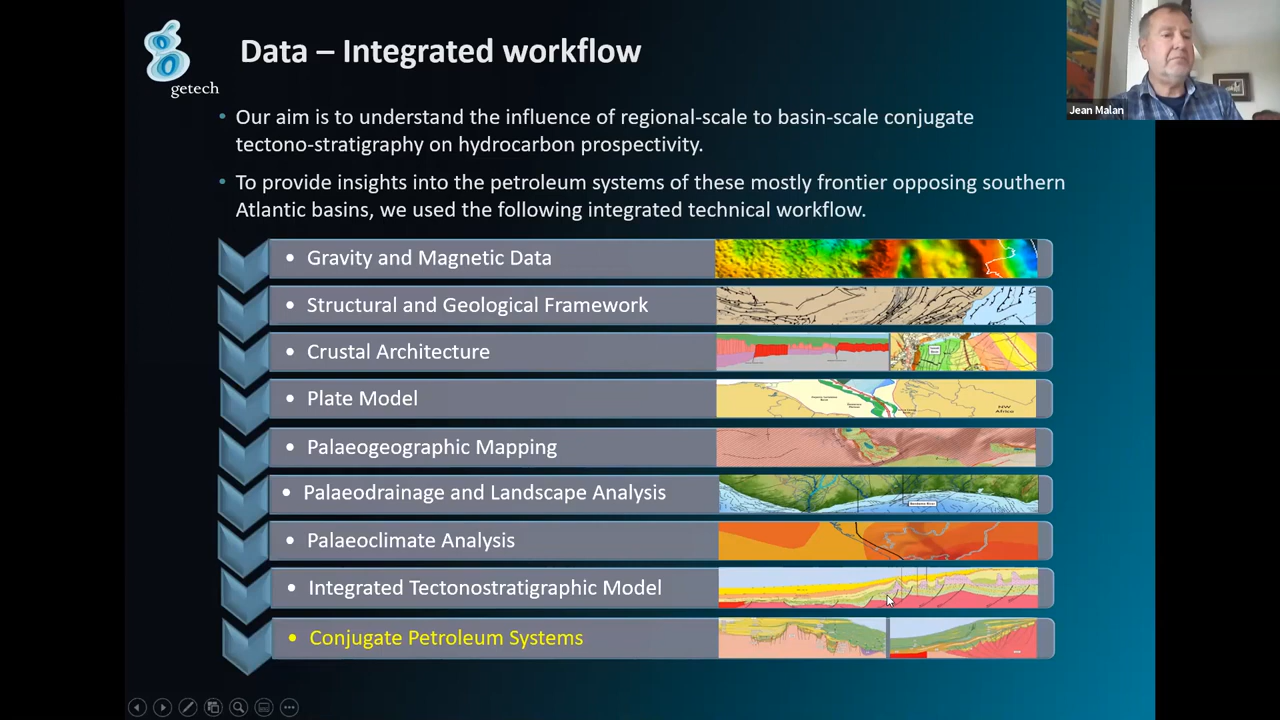 Data – Integrated workflow
getech
Jean Malan
• Our aim is to understand the influence of regional-scale to basin-scale conjugate
tectono-stratigraphy on hydrocarbon prospectivity.
• To provide insights into the petroleum systems of these mostly frontier opposing southern
Atlantic basins, we used the following integrated technical workflow.
• Gravity and Magnetic Data
• Structural and Geological Framework
• Crustal Architecture
• Plate Model
NW
Africa
• Palaeogeographic Mapping
• Palaeodrainage and Landscape Analysis
• Palaeoclimate Analysis
• Integrated Tectonostratigraphic Model
• Conjugate Petroleum Systems